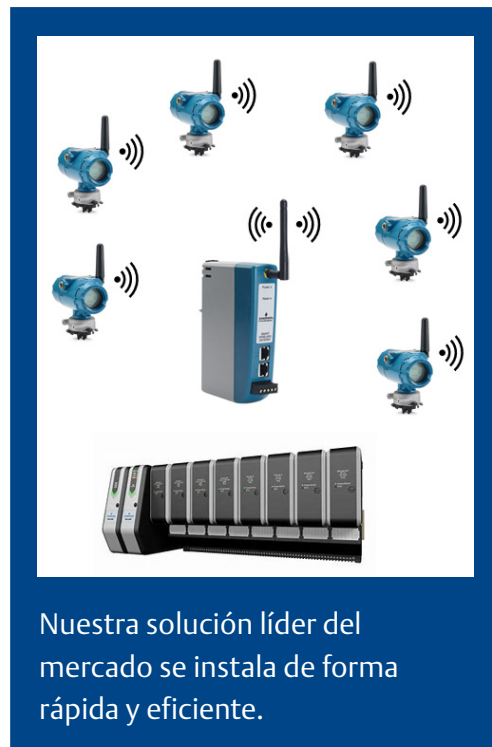 Nuestra solución líder del
mercado se instala de forma
rápida y eficiente.